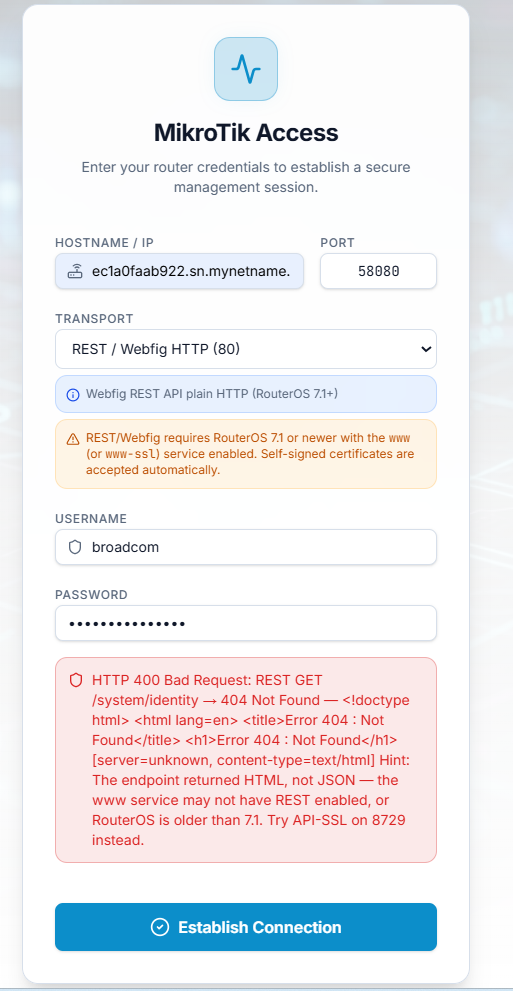 MikroTik Access
Enter your router credentials to establish a secure
management session.
HOSTNAME / IP
PORT
ec1a0faab922.sn.mynetname.
58080
TRANSPORT
REST / Webfig HTTP (80)
Webfig REST API plain HTTP (RouterOS 7.1+)
REST/Webfig requires RouterOS 7.1 or newer with the www
(or www-ssl) service enabled. Self-signed certificates are
accepted automatically.
USERNAME
broadcom
PASSWORD
•••••••••••••••
HTTP 400 Bad Request: REST GET
/system/identity → 404 Not Found — <!doctype
html> <html lang=en> <title>Error 404 : Not
Found</title> <h1>Error 404 : Not Found</h1>
[server=unknown, content-type=text/html] Hint:
The endpoint returned HTML, not JSON — the
www service may not have REST enabled, or
RouterOS is older than 7.1. Try API-SSL on 8729
instead.
Establish Connection